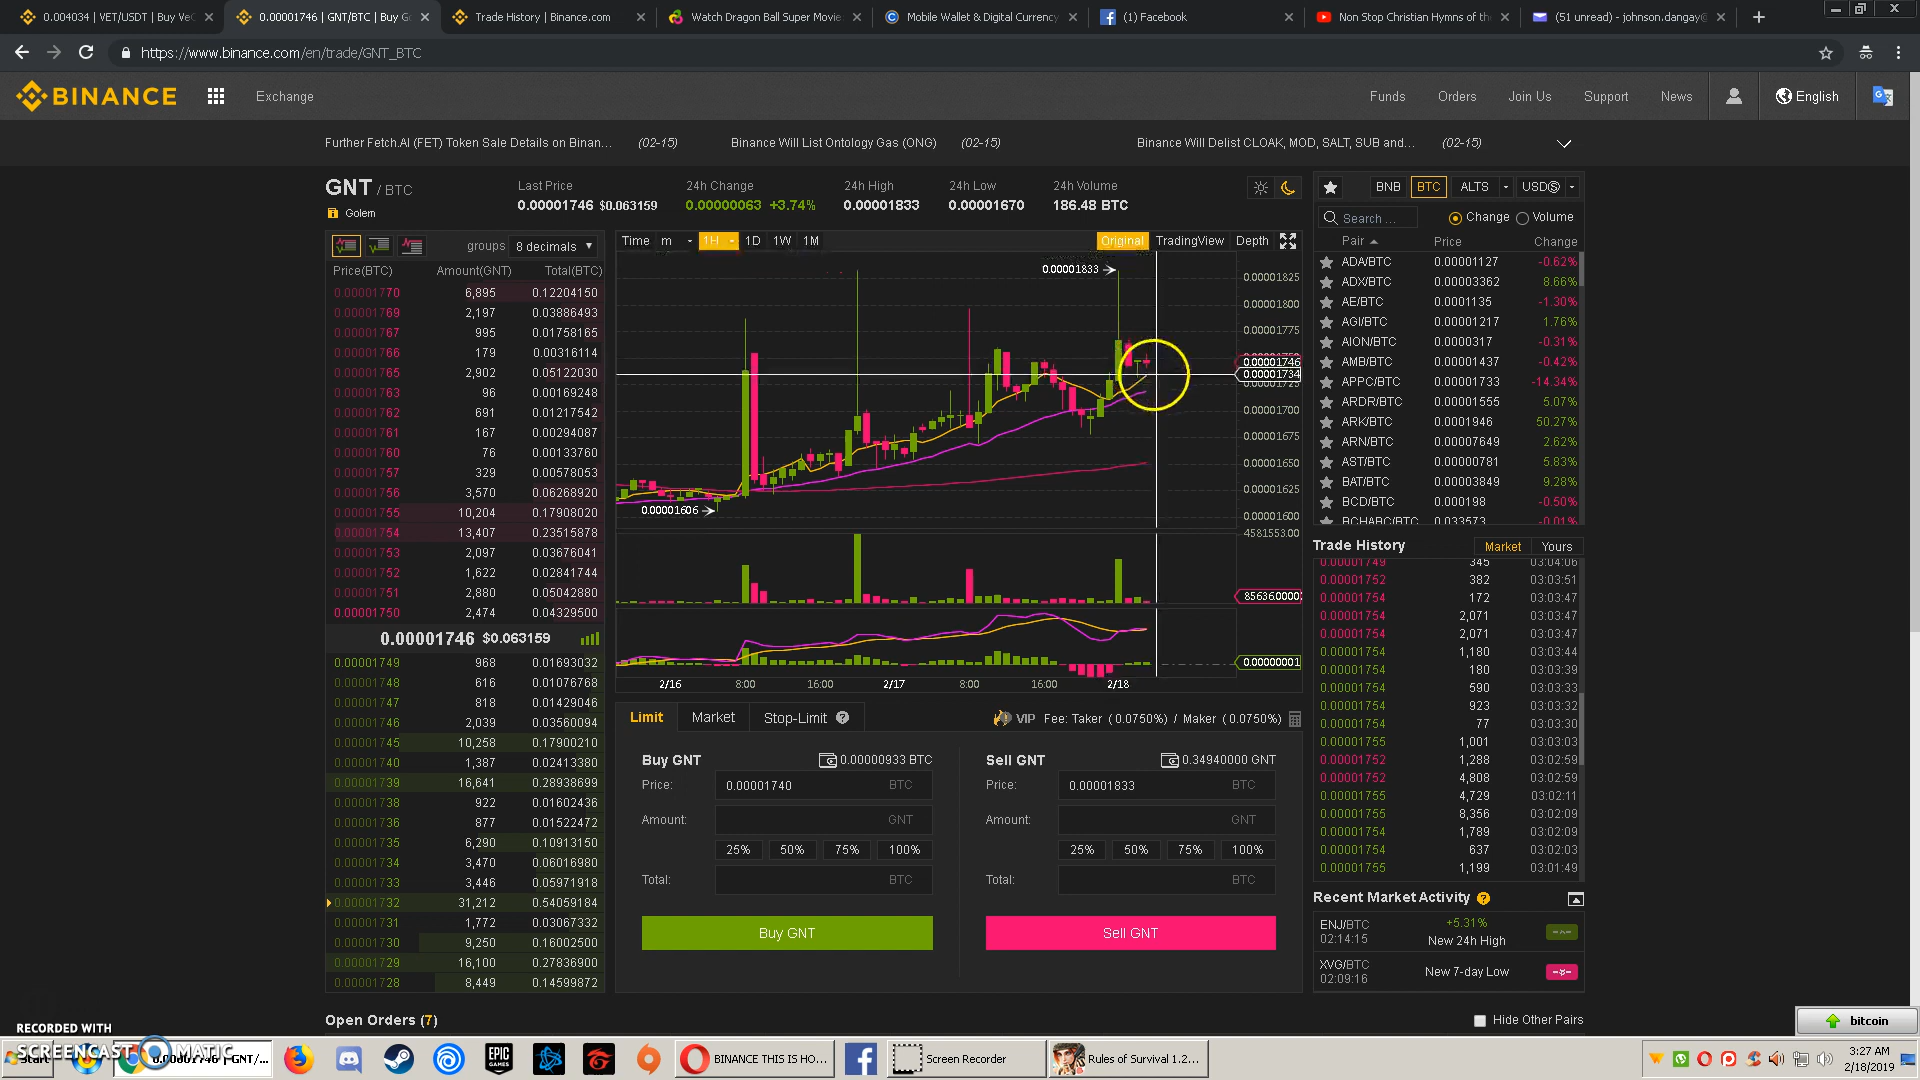 0.004034 | VET/USDT | Buy VeC
0.00001746 | GNT/BTC | Buy G
Trade History | Binance.com
Watch Dragon Ball Super Movie
Mobile Wallet & Digital Currency
(1) Facebook
Non Stop Christian Hymns of the
(51 unread) - johnson.dangay@
https://www.binance.com/en/trade/GNT_BTC
BINANCE
Exchange
Funds Orders Join Us Support News English
Further Fetch.AI (FET) Token Sale Details on Binan... (02-15)
Binance Will List Ontology Gas (ONG) (02-15)
Binance Will Delist CLOAK, MOD, SALT, SUB and... (02-15)
GNT / BTC
Golem
Last Price
0.00001746 $0.063159
24h Change
0.00000063 +3.74%
24h High
0.00001833
24h Low
0.00001670
24h Volume
186.48 BTC
groups 8 decimals
Price(BTC) Amount(GNT) Total(BTC)
0.00001770 6,895 0.12204150
0.00001769 2,197 0.03886493
0.00001767 995 0.01758165
0.00001766 179 0.00316114
0.00001765 2,902 0.05122030
0.00001763 96 0.00169248
0.00001762 691 0.01217542
0.00001761 167 0.00294087
0.00001760 76 0.00133760
0.00001757 329 0.00578053
0.00001756 3,570 0.06268920
0.00001755 10,204 0.17908020
0.00001754 13,407 0.23515878
0.00001753 2,097 0.03676041
0.00001752 1,622 0.02841744
0.00001751 2,880 0.05042880
0.00001750 2,474 0.04329500
0.00001746 $0.063159
0.00001749 968 0.01693032
0.00001748 616 0.01076768
0.00001747 818 0.01429046
0.00001746 2,039 0.03560094
0.00001745 10,258 0.17900210
0.00001740 1,387 0.02413380
0.00001739 16,641 0.28938699
0.00001738 922 0.01602436
0.00001736 877 0.01522472
0.00001735 6,290 0.10913150
0.00001734 3,470 0.06016980
0.00001733 3,446 0.05971918
0.00001732 31,212 0.54059184
0.00001731 1,772 0.03067332
0.00001730 9,250 0.16002500
0.00001729 16,100 0.27836900
0.00001728 8,449 0.14599872
Time m 1H 1D 1W 1M
Original TradingView Depth
0.00001833
0.00001606
0.00001825
0.00001800
0.00001775
0.00001746
0.00001734
0.00001725
0.00001700
0.00001675
0.00001650
0.00001625
0.00001600
4581553.00
85636.0000
0.00000001
2/16 8:00 16:00 2/17 8:00 16:00 2/18
Limit Market Stop-Limit
VIP Fee: Taker ( 0.0750% ) / Maker ( 0.0750% )
Buy GNT 0.00000933 BTC
Price: 0.00001740 BTC
Amount: GNT
25% 50% 75% 100%
Total: BTC
Buy GNT
Sell GNT 0.34940000 GNT
Price: 0.00001833 BTC
Amount: GNT
25% 50% 75% 100%
Total: BTC
Sell GNT
BNB BTC ALTS USDⓈ
Search ... Change Volume
Pair Price Change
ADA/BTC 0.00001127 -0.62%
ADX/BTC 0.00003362 8.66%
AE/BTC 0.0001135 -1.30%
AGI/BTC 0.00001217 1.76%
AION/BTC 0.0000317 -0.31%
AMB/BTC 0.00001437 -0.42%
APPC/BTC 0.00001733 -14.34%
ARDR/BTC 0.00001555 5.07%
ARK/BTC 0.0001946 50.27%
ARN/BTC 0.00007649 2.62%
AST/BTC 0.00000781 5.83%
BAT/BTC 0.00003849 9.28%
BCD/BTC 0.000198 -0.50%
BCHABC/BTC 0.033573 -0.01%
Trade History Market Yours
0.00001749 345 03:04:06
0.00001752 382 03:03:51
0.00001754 172 03:03:47
0.00001754 2,071 03:03:47
0.00001754 2,071 03:03:47
0.00001754 1,180 03:03:44
0.00001754 180 03:03:39
0.00001754 590 03:03:33
0.00001754 923 03:03:32
0.00001754 77 03:03:30
0.00001755 1,001 03:03:03
0.00001752 1,288 03:02:59
0.00001752 4,808 03:02:59
0.00001755 4,729 03:02:11
0.00001755 8,356 03:02:09
0.00001754 1,789 03:02:09
0.00001754 637 03:02:03
0.00001755 1,199 03:01:49
Recent Market Activity
ENJ/BTC +5.31%
02:14:15 New 24h High
XVG/BTC New 7-day Low
02:09:16
Open Orders (7)
Hide Other Pairs
RECORDED WITH
SCREENCAST MATIC
Start
0.00001746 | GNT/...
EPIC GAMES
BINANCE THIS IS HO...
Screen Recorder
Rules of Survival 1.2...
bitcoin
3:27 AM
2/18/2019